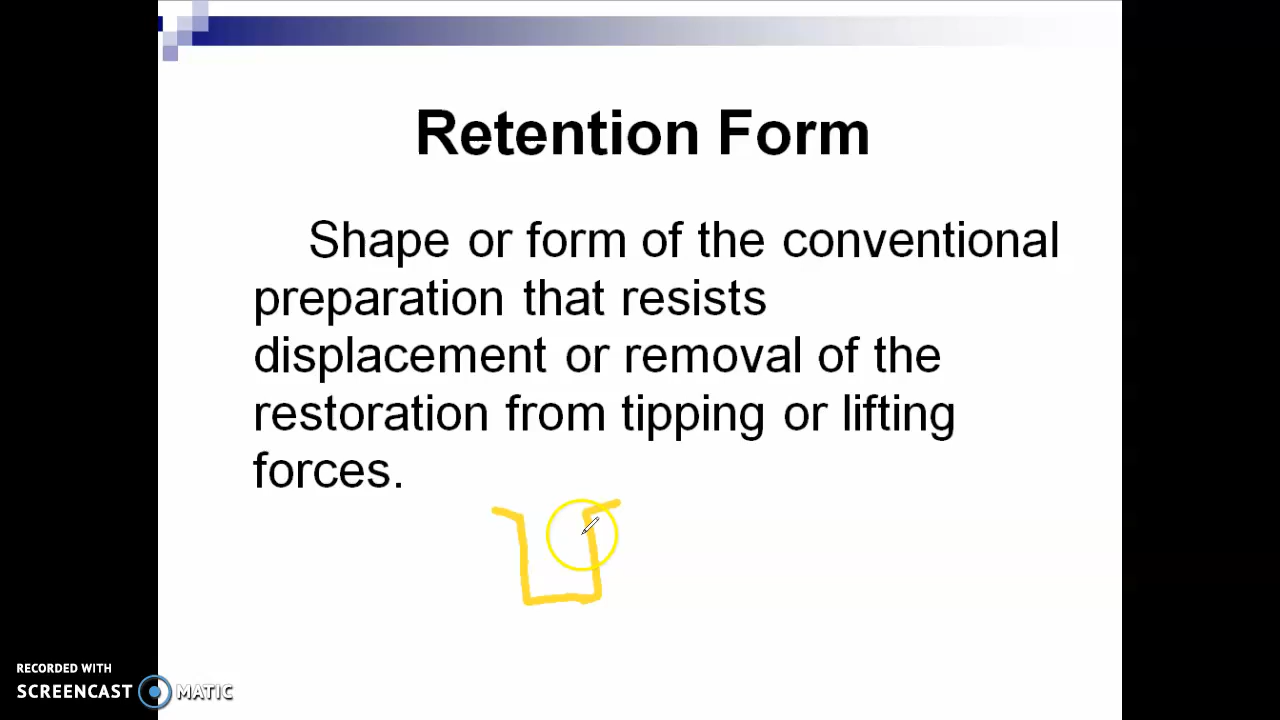 Retention Form
Shape or form of the conventional
preparation that resists
displacement or removal of the
restoration from tipping or lifting
forces.
RECORDED WITH
SCREENCAST MATIC